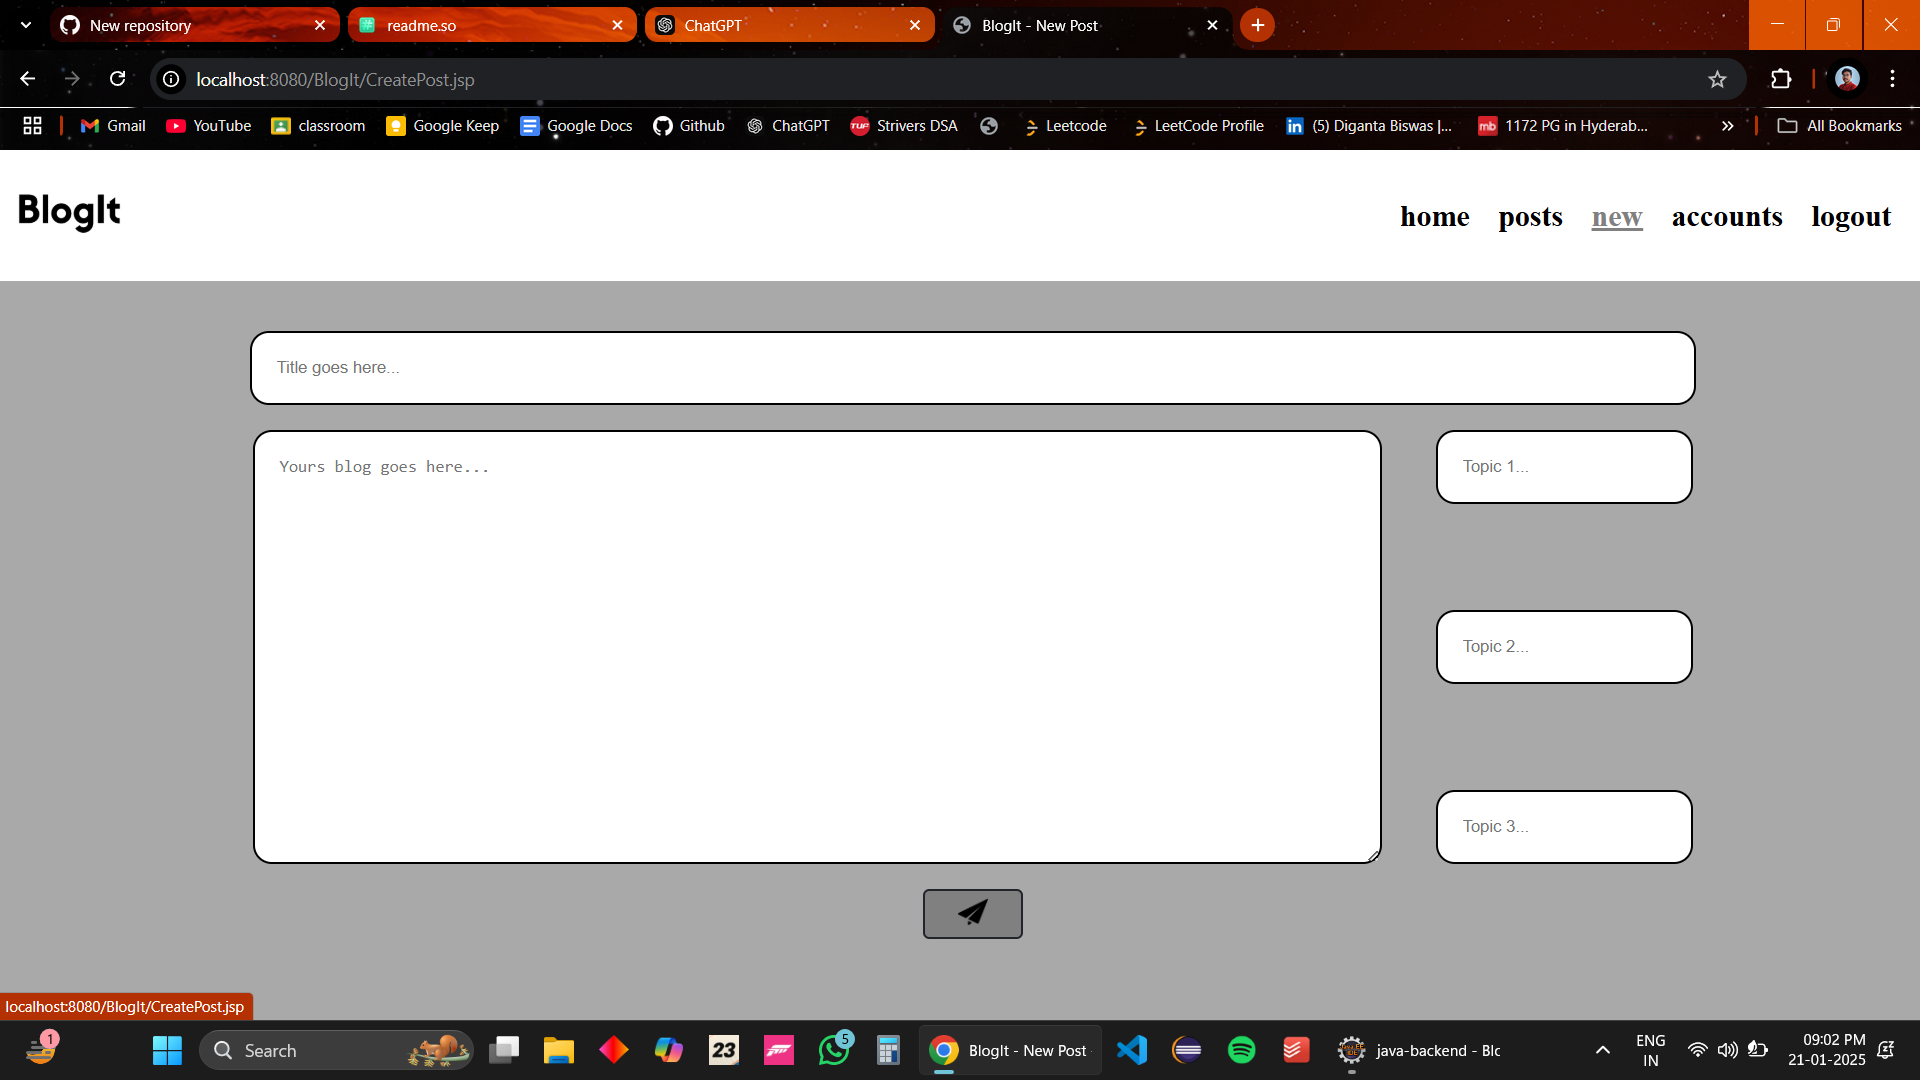 New repository
readme.so
ChatGPT
BlogIt - New Post
localhost:8080/BlogIt/CreatePost.jsp
Gmail
YouTube
classroom
Google Keep
Google Docs
Github
ChatGPT
TUF Strivers DSA
Leetcode
LeetCode Profile
in (5) Diganta Biswas |...
mb 1172 PG in Hyderab...
All Bookmarks
BlogIt
home posts new accounts logout
Title goes here...
Yours blog goes here...
Topic 1...
Topic 2...
Topic 3...
localhost:8080/BlogIt/CreatePost.jsp
1
Search
23
5
BlogIt - New Post
java-backend - Blc
ENG
IN
09:02 PM
21-01-2025